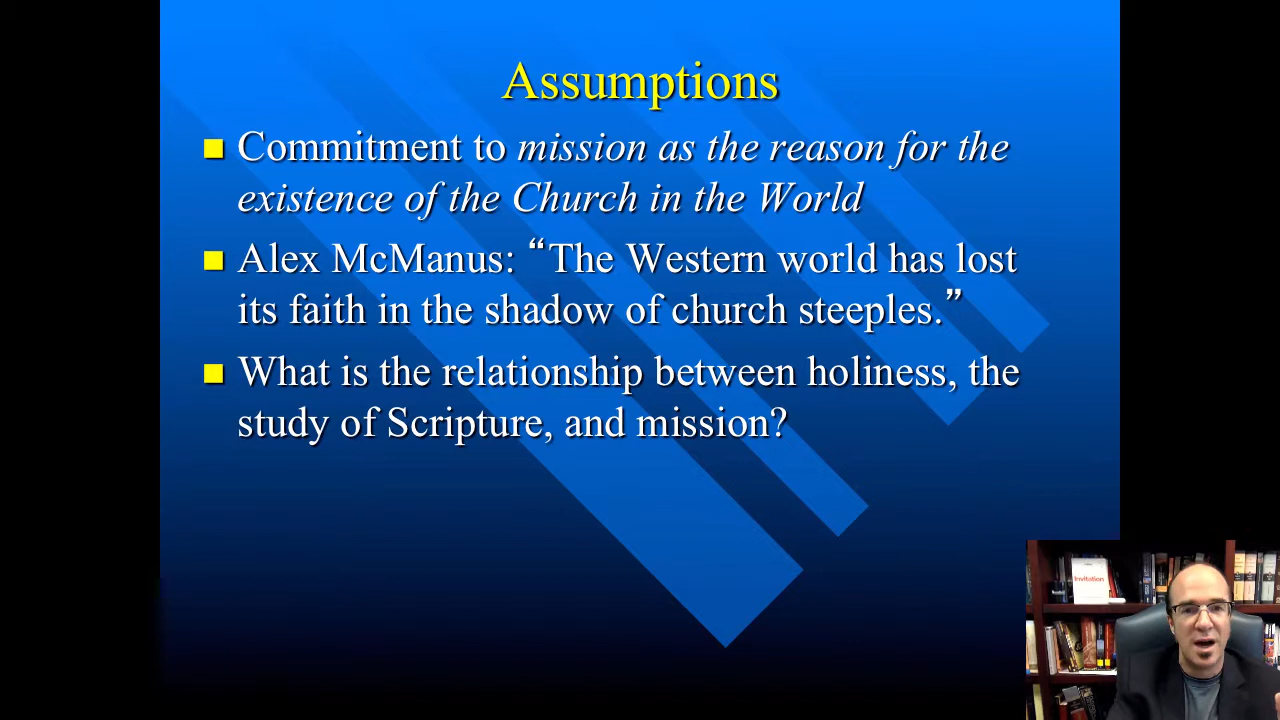 Assumptions
Commitment to mission as the reason for the
existence of the Church in the World
Alex McManus: “The Western world has lost
its faith in the shadow of church steeples.”
What is the relationship between holiness, the
study of Scripture, and mission?
Invitation